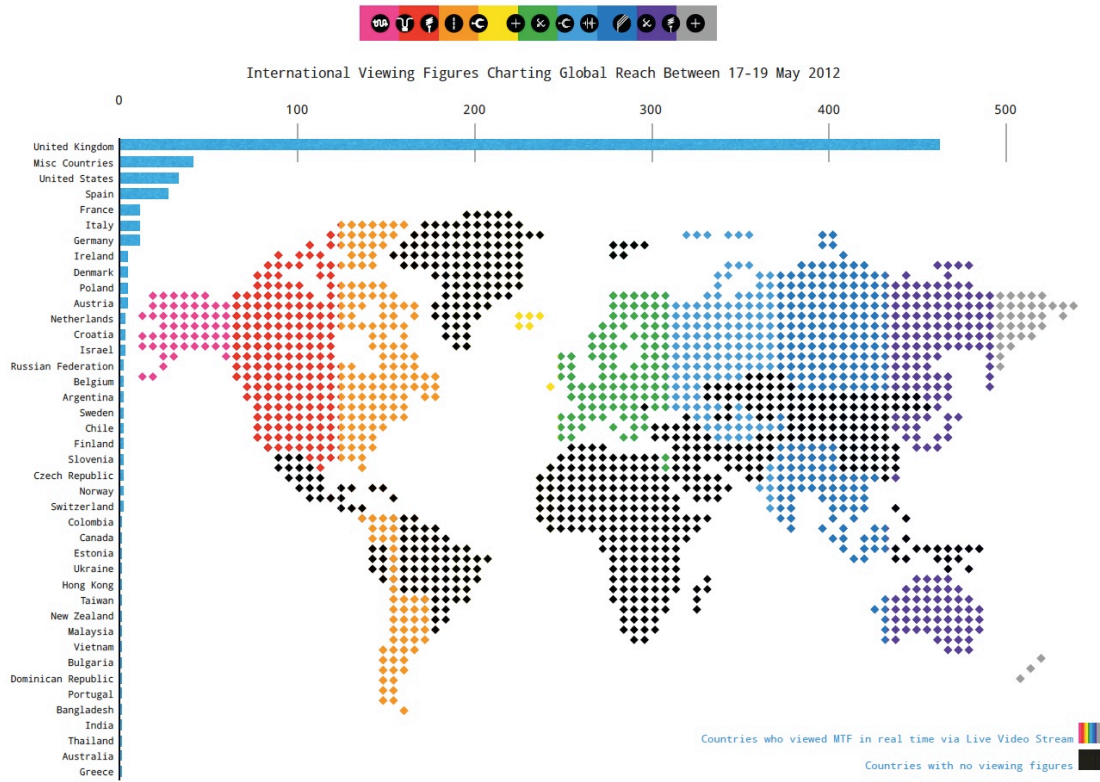 International Viewing Figures Charting Global Reach Between 17-19 May 2012
0
100
200
300
400
500
United Kingdom
Misc Countries
United States
Spain
France
Italy
Germany
Ireland
Denmark
Poland
Austria
Netherlands
Croatia
Israel
Russian Federation
Belgium
Argentina
Sweden
Chile
Finland
Slovenia
Czech Republic
Norway
Switzerland
Colombia
Canada
Estonia
Ukraine
Hong Kong
Taiwan
New Zealand
Malaysia
Vietnam
Bulgaria
Dominican Republic
Portugal
Bangladesh
India
Thailand
Australia
Greece
Countries who viewed MTF in real time via Live Video Stream
Countries with no viewing figures